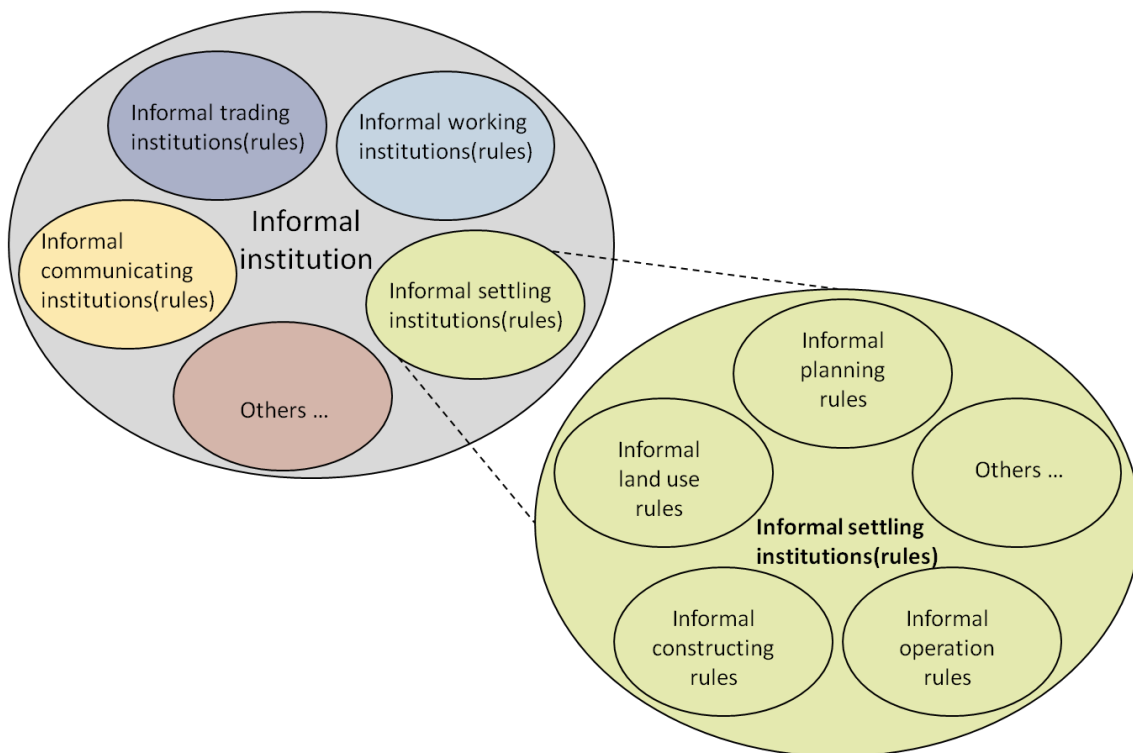 Informal trading
institutions(rules)
Informal working
institutions(rules)
Informal
institution
Informal
communicating
institutions(rules)
Informal settling
institutions(rules)
Others ...
Informal
planning
rules
Informal
land use
rules
Others ...
Informal settling
institutions(rules)
Informal
constructing
rules
Informal
operation
rules